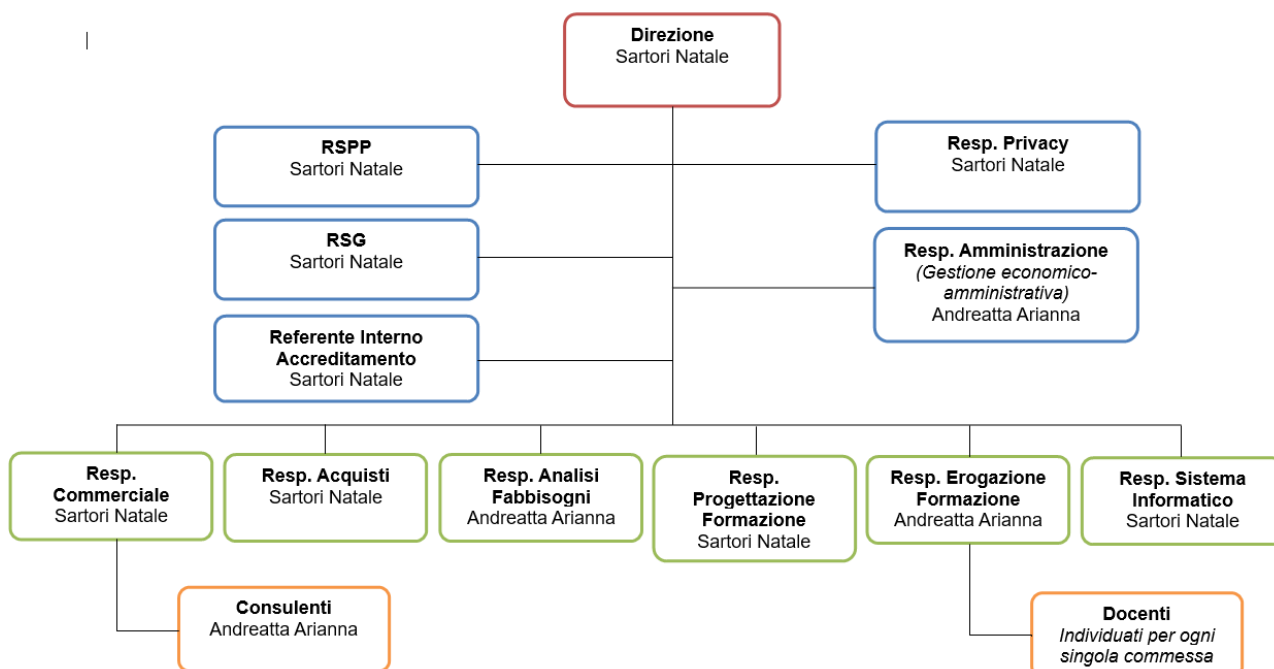 Direzione
Sartori Natale
RSPP
Sartori Natale
Resp. Privacy
Sartori Natale
RSG
Sartori Natale
Resp. Amministrazione
(Gestione economico-
amministrativa)
Andreatta Arianna
Referente Interno
Accreditamento
Sartori Natale
Resp.
Commerciale
Sartori Natale
Resp. Acquisti
Sartori Natale
Resp. Analisi
Fabbisogni
Andreatta Arianna
Resp.
Progettazione
Formazione
Sartori Natale
Resp. Erogazione
Formazione
Andreatta Arianna
Resp. Sistema
Informatico
Sartori Natale
Consulenti
Andreatta Arianna
Docenti
Individuati per ogni
singola commessa